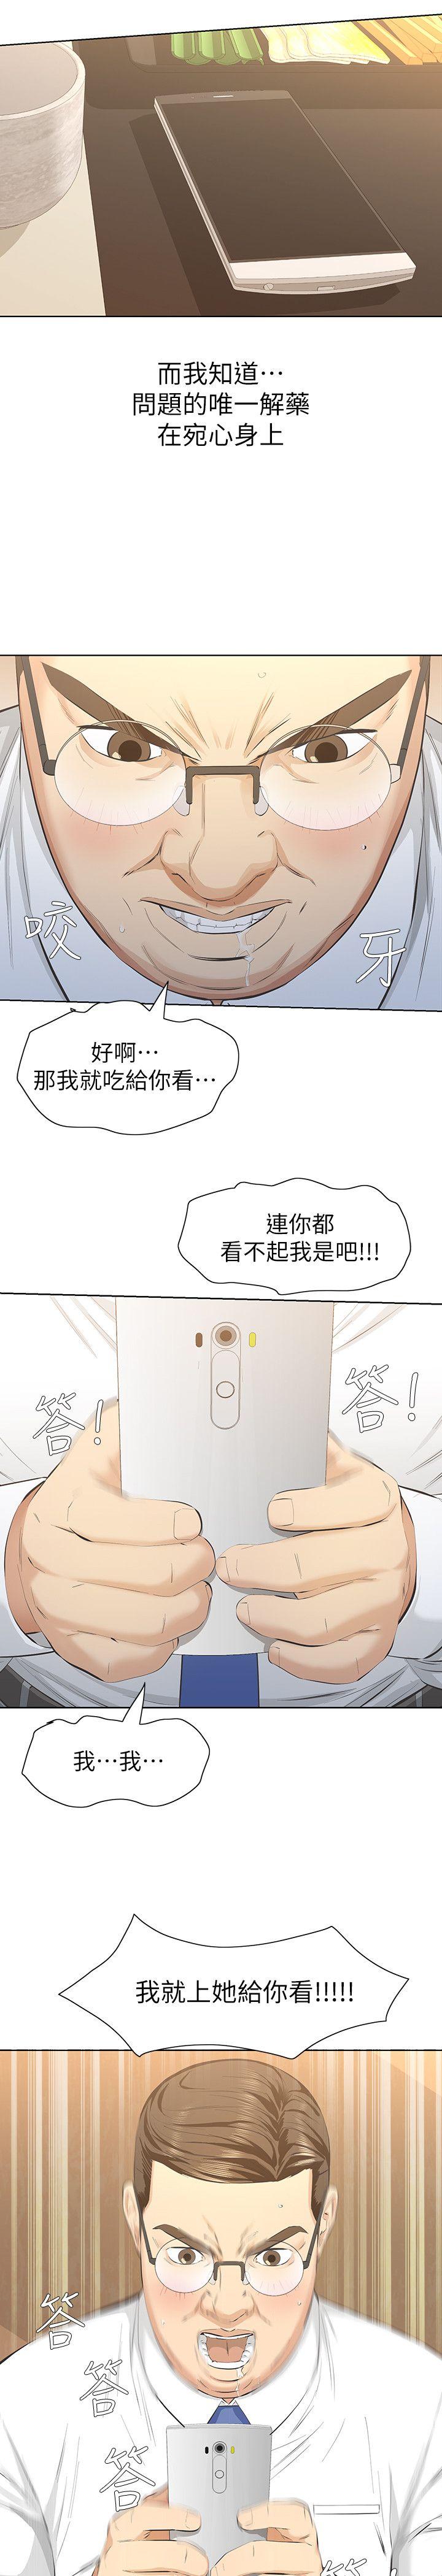 而我知道…
問題的唯一解藥
在宛心身上
咬
牙
好啊…
那我就吃給你看…
連你都
看不起我是吧!!!
答!
答!
我…我…
我就上她給你看!!!!!
答
答
答
答